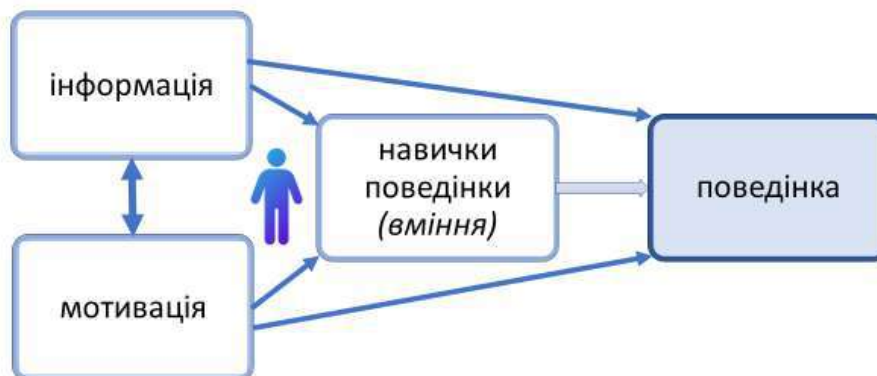 інформація
навички
поведінки
(вміння)
поведінка
мотивація